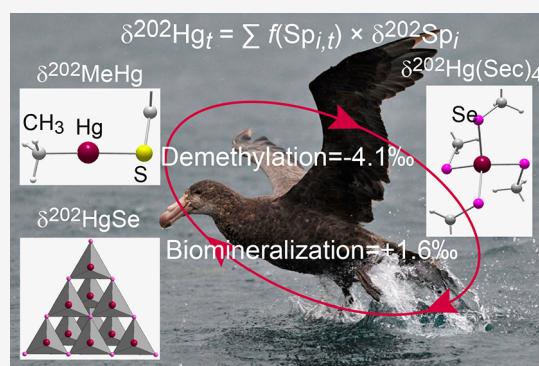 δ²⁰²Hgₜ = ∑ f(Spᵢ,ₜ) × δ²⁰²Spᵢ
δ²⁰²MeHg
δ²⁰²Hg(Sec)₄
CH₃ Hg
S
Se
Demethylation=-4.1‰
δ²⁰²HgSe
Biomineralization=+1.6‰